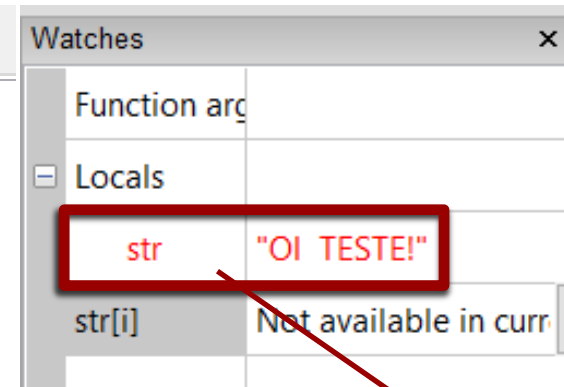 Watches
Function arg
Locals
str "OI  TESTE!"
str[i] Not available in curr